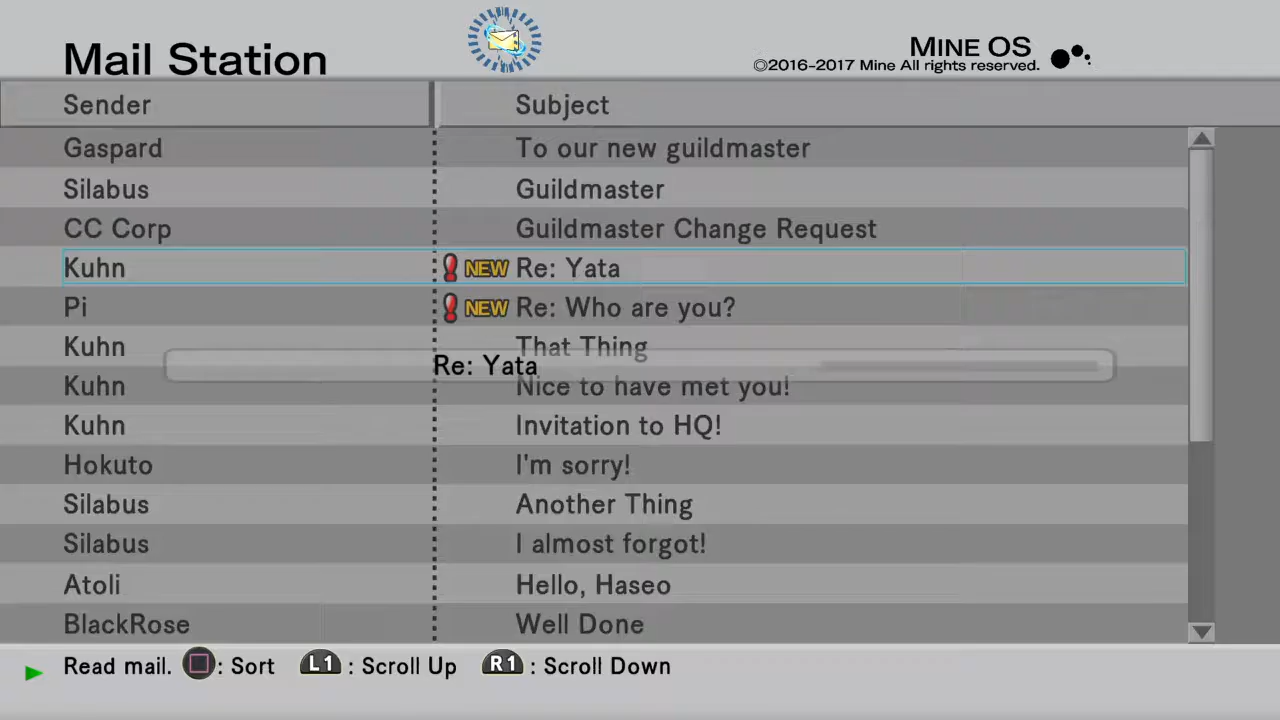 Mail Station
MINE OS
©2016-2017 Mine All rights reserved.
Sender Subject
Gaspard To our new guildmaster
Silabus Guildmaster
CC Corp Guildmaster Change Request
Kuhn NEW Re: Yata
Pi NEW Re: Who are you?
Kuhn That Thing
Re: Yata
Kuhn Nice to have met you!
Kuhn Invitation to HQ!
Hokuto I'm sorry!
Silabus Another Thing
Silabus I almost forgot!
Atoli Hello, Haseo
BlackRose Well Done
Read mail. : Sort L1 : Scroll Up R1 : Scroll Down